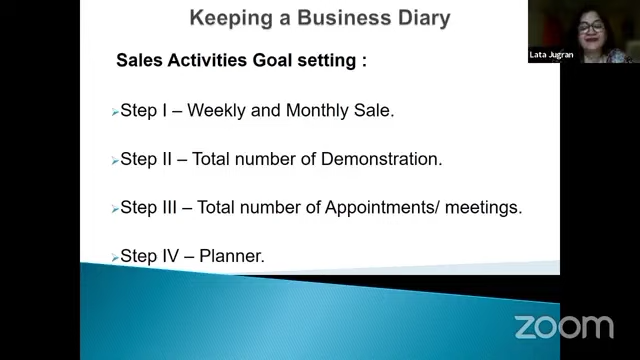 Keeping a Business Diary
Lata Jugran
Sales Activities Goal setting :
Step I – Weekly and Monthly Sale.
Step II – Total number of Demonstration.
Step III – Total number of Appointments/ meetings.
Step IV – Planner.
zoom